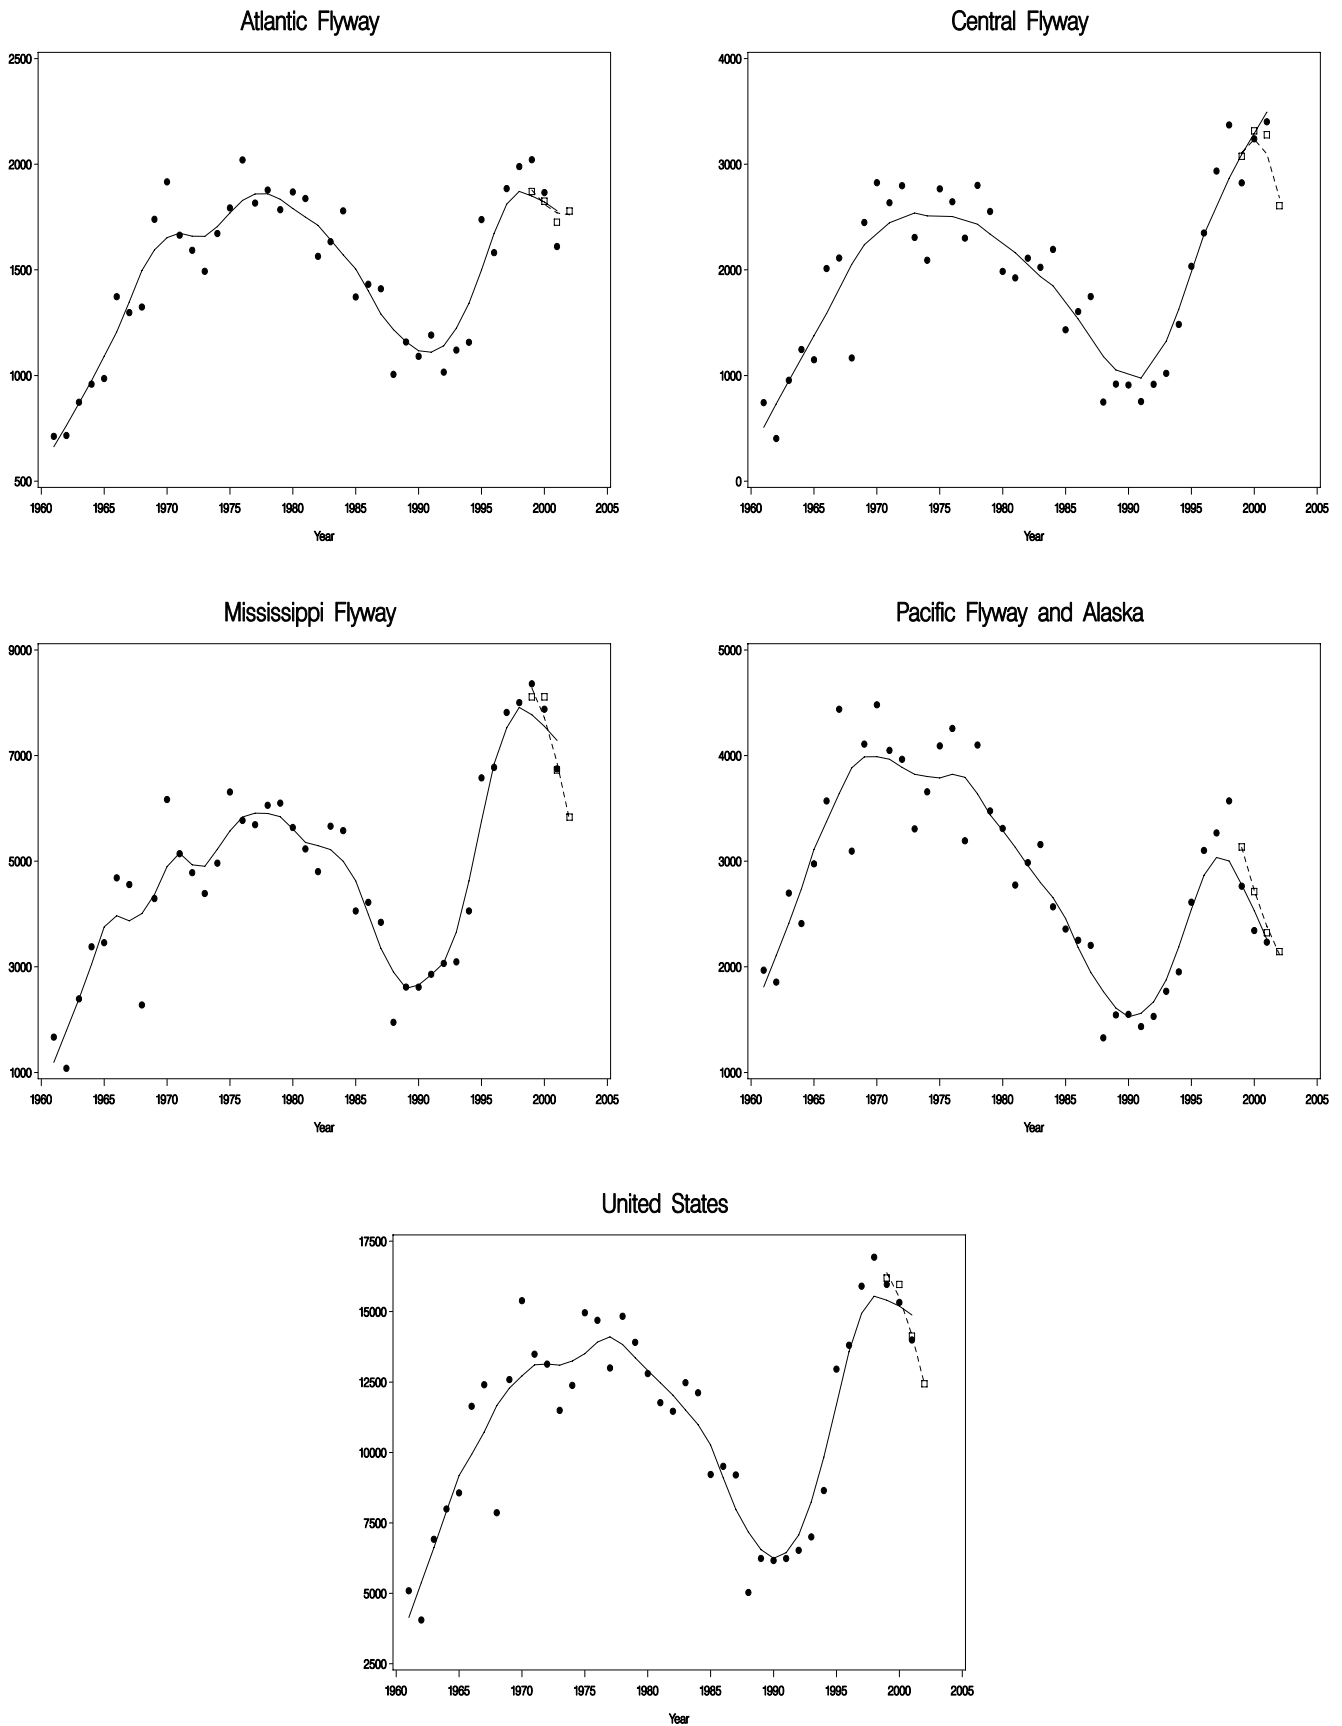 Atlantic Flyway
2500
2000
1500
1000
500
1960 1965 1970 1975 1980 1985 1990 1995 2000 2005
Year
Central Flyway
4000
3000
2000
1000
0
1960 1965 1970 1975 1980 1985 1990 1995 2000 2005
Year
Mississippi Flyway
9000
7000
5000
3000
1000
1960 1965 1970 1975 1980 1985 1990 1995 2000 2005
Year
Pacific Flyway and Alaska
5000
4000
3000
2000
1000
1960 1965 1970 1975 1980 1985 1990 1995 2000 2005
Year
United States
17500
15000
12500
10000
7500
5000
2500
1960 1965 1970 1975 1980 1985 1990 1995 2000 2005
Year